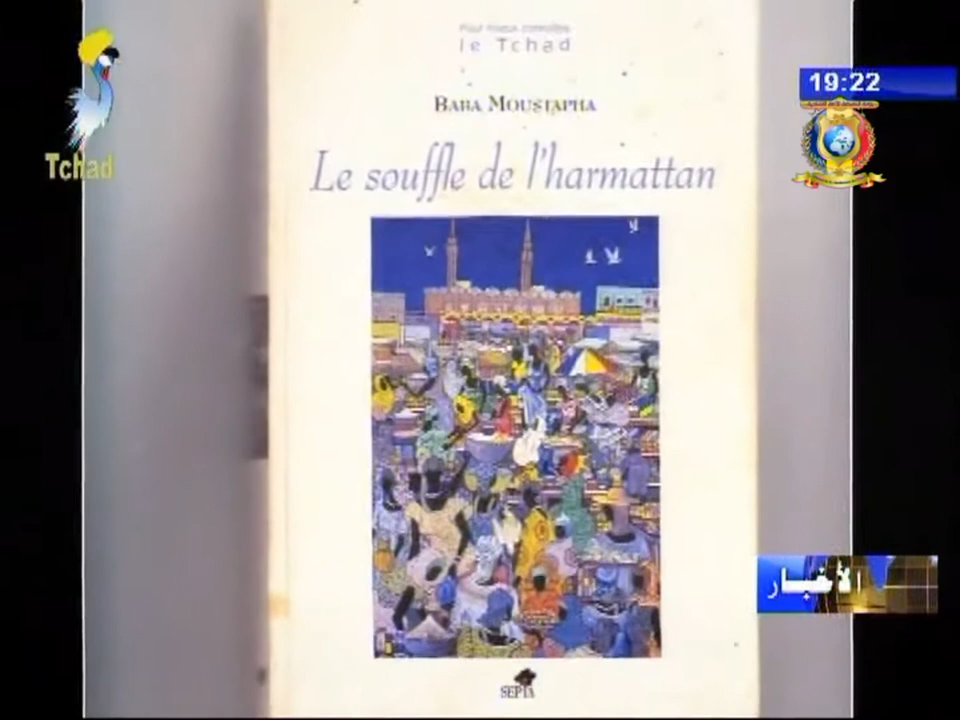 Pour mieux connaître
le Tchad
BABA MOUSTAPHA
Le souffle de l'harmattan
SEPIA
Tchad
19:22
الأخبار